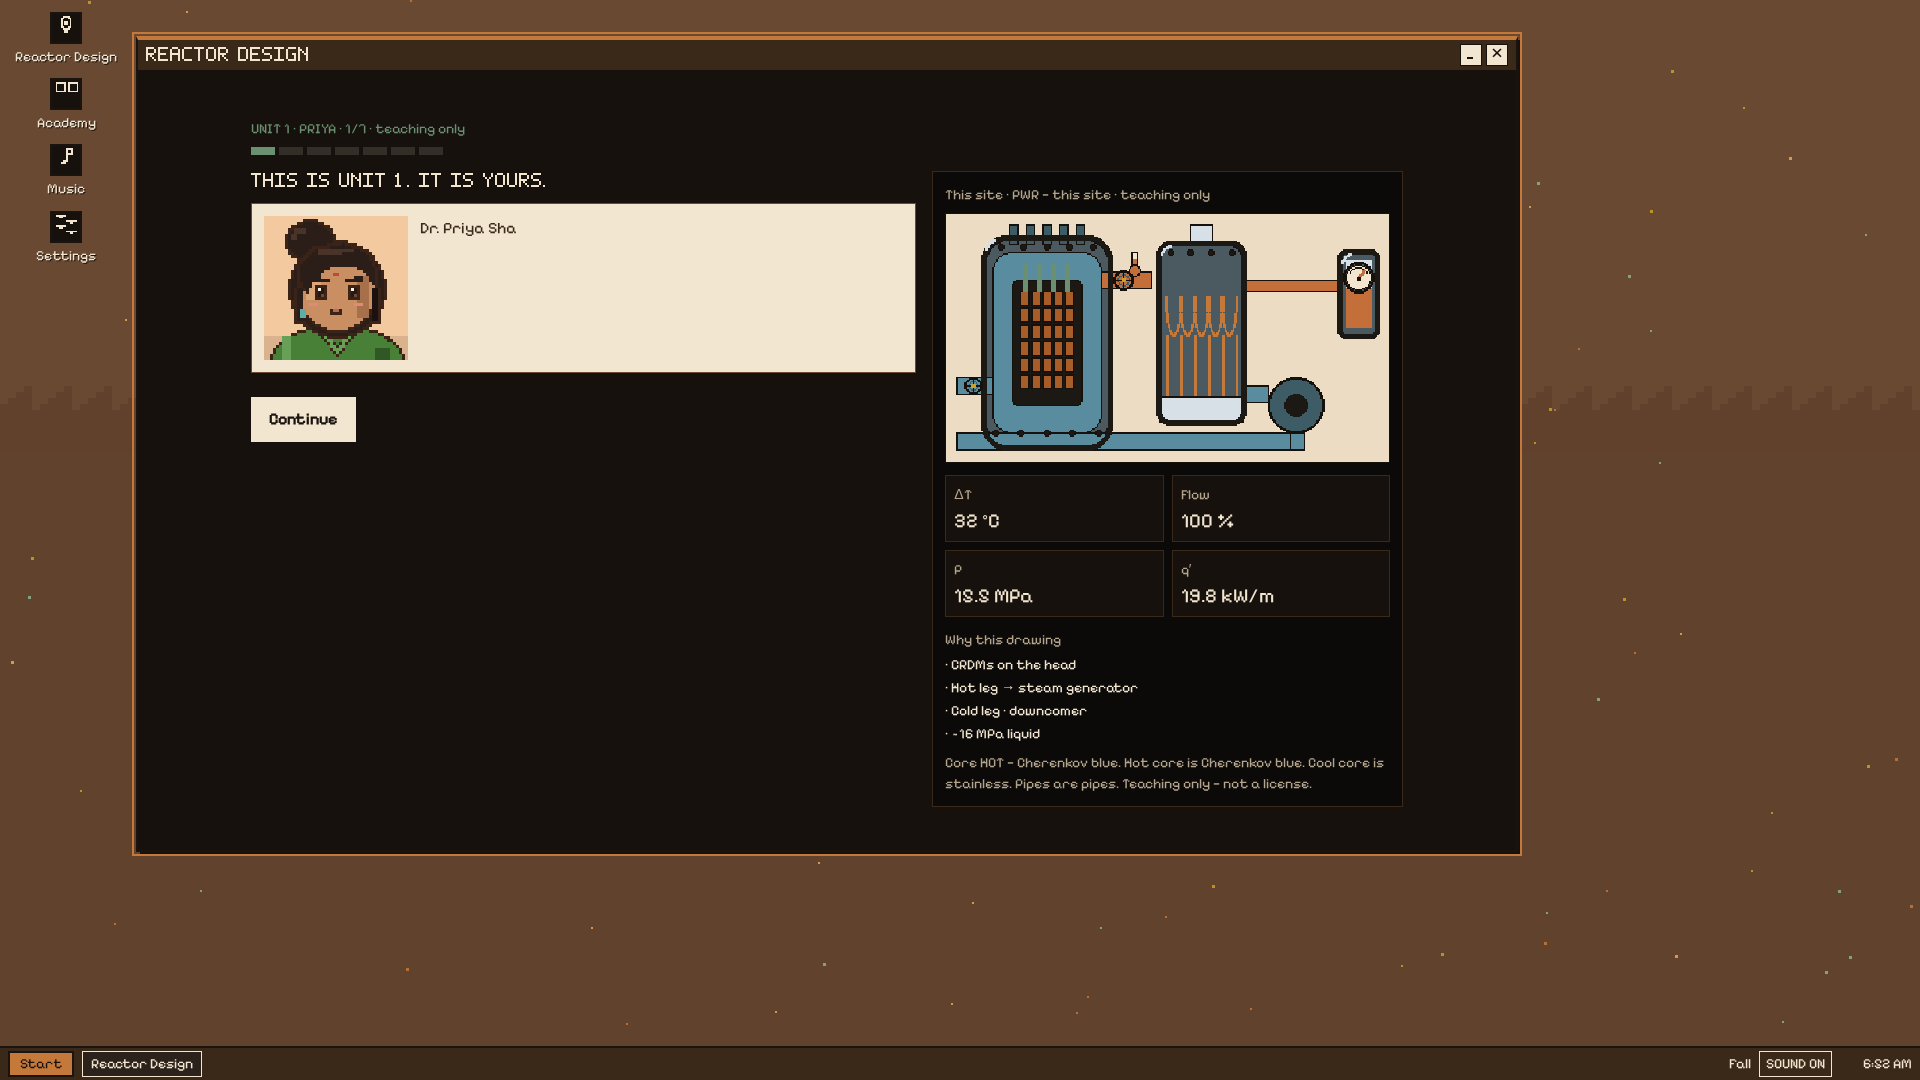 Reactor Design
Academy
Music
Settings
REACTOR DESIGN
UNIT 1 · PRIYA · 1/7 · teaching only
THIS IS UNIT 1. IT IS YOURS.
Dr. Priya Sha
Continue
This site · PWR – this site · teaching only
ΔT
32 °C
Flow
100 %
P
15.5 MPa
q'
19.8 kW/m
Why this drawing
· CRDMs on the head
· Hot leg → steam generator
· Cold leg · downcomer
· ~16 MPa liquid
Core HOT – Cherenkov blue. Hot core is Cherenkov blue. Cool core is
stainless. Pipes are pipes. Teaching only – not a license.
Start
Reactor Design
Fall
SOUND ON